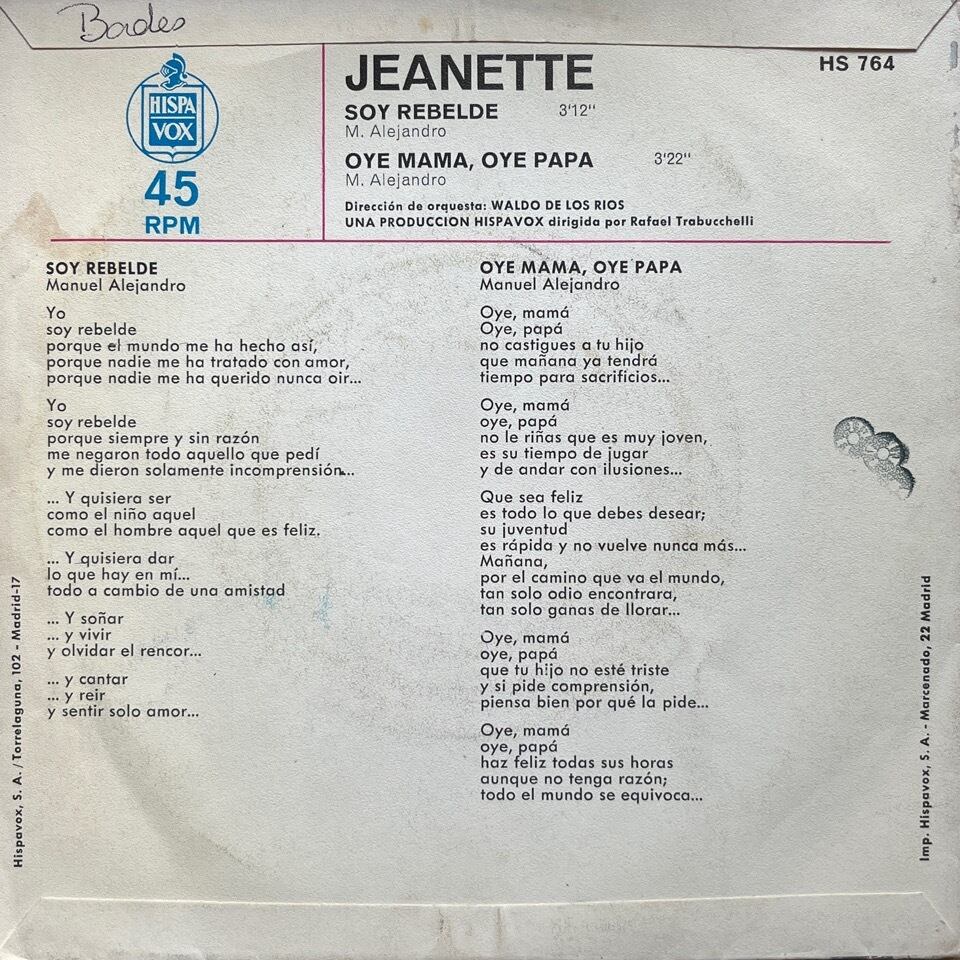 Bordes
HISPA
VOX
45
RPM
JEANETTE
HS 764
SOY REBELDE 3'12"
M. Alejandro
OYE MAMA, OYE PAPA 3'22"
M. Alejandro
Dirección de orquesta: WALDO DE LOS RIOS
UNA PRODUCCION HISPAVOX dirigida por Rafael Trabucchelli
SOY REBELDE
Manuel Alejandro
Yo
soy rebelde
porque el mundo me ha hecho así,
porque nadie me ha tratado con amor,
porque nadie me ha querido nunca oir...
Yo
soy rebelde
porque siempre y sin razón
me negaron todo aquello que pedí
y me dieron solamente incomprensión...
... Y quisiera ser
como el niño aquel
como el hombre aquel que es feliz.
... Y quisiera dar
lo que hay en mí...
todo a cambio de una amistad
... Y soñar
... y vivir
y olvidar el rencor...
... y cantar
... y reir
y sentir solo amor...
OYE MAMA, OYE PAPA
Manuel Alejandro
Oye, mamá
Oye, papá
no castigues a tu hijo
que mañana ya tendrá
tiempo para sacrificios...
Oye, mamá
oye, papá
no le riñas que es muy joven,
es su tiempo de jugar
y de andar con ilusiones...
Que sea feliz
es todo lo que debes desear;
su juventud
es rápida y no vuelve nunca más...
Mañana,
por el camino que va el mundo,
tan solo odio encontrara,
tan solo ganas de llorar...
Oye, mamá
oye, papá
que tu hijo no esté triste
y si pide comprensión,
piensa bien por qué la pide...
Oye, mamá
oye, papá
haz feliz todas sus horas
aunque no tenga razón;
todo el mundo se equivoca...
Hispavox, S. A. / Torrelaguna, 102 - Madrid-17
Imp. Hispavox, S. A. - Marcenado, 22 Madrid